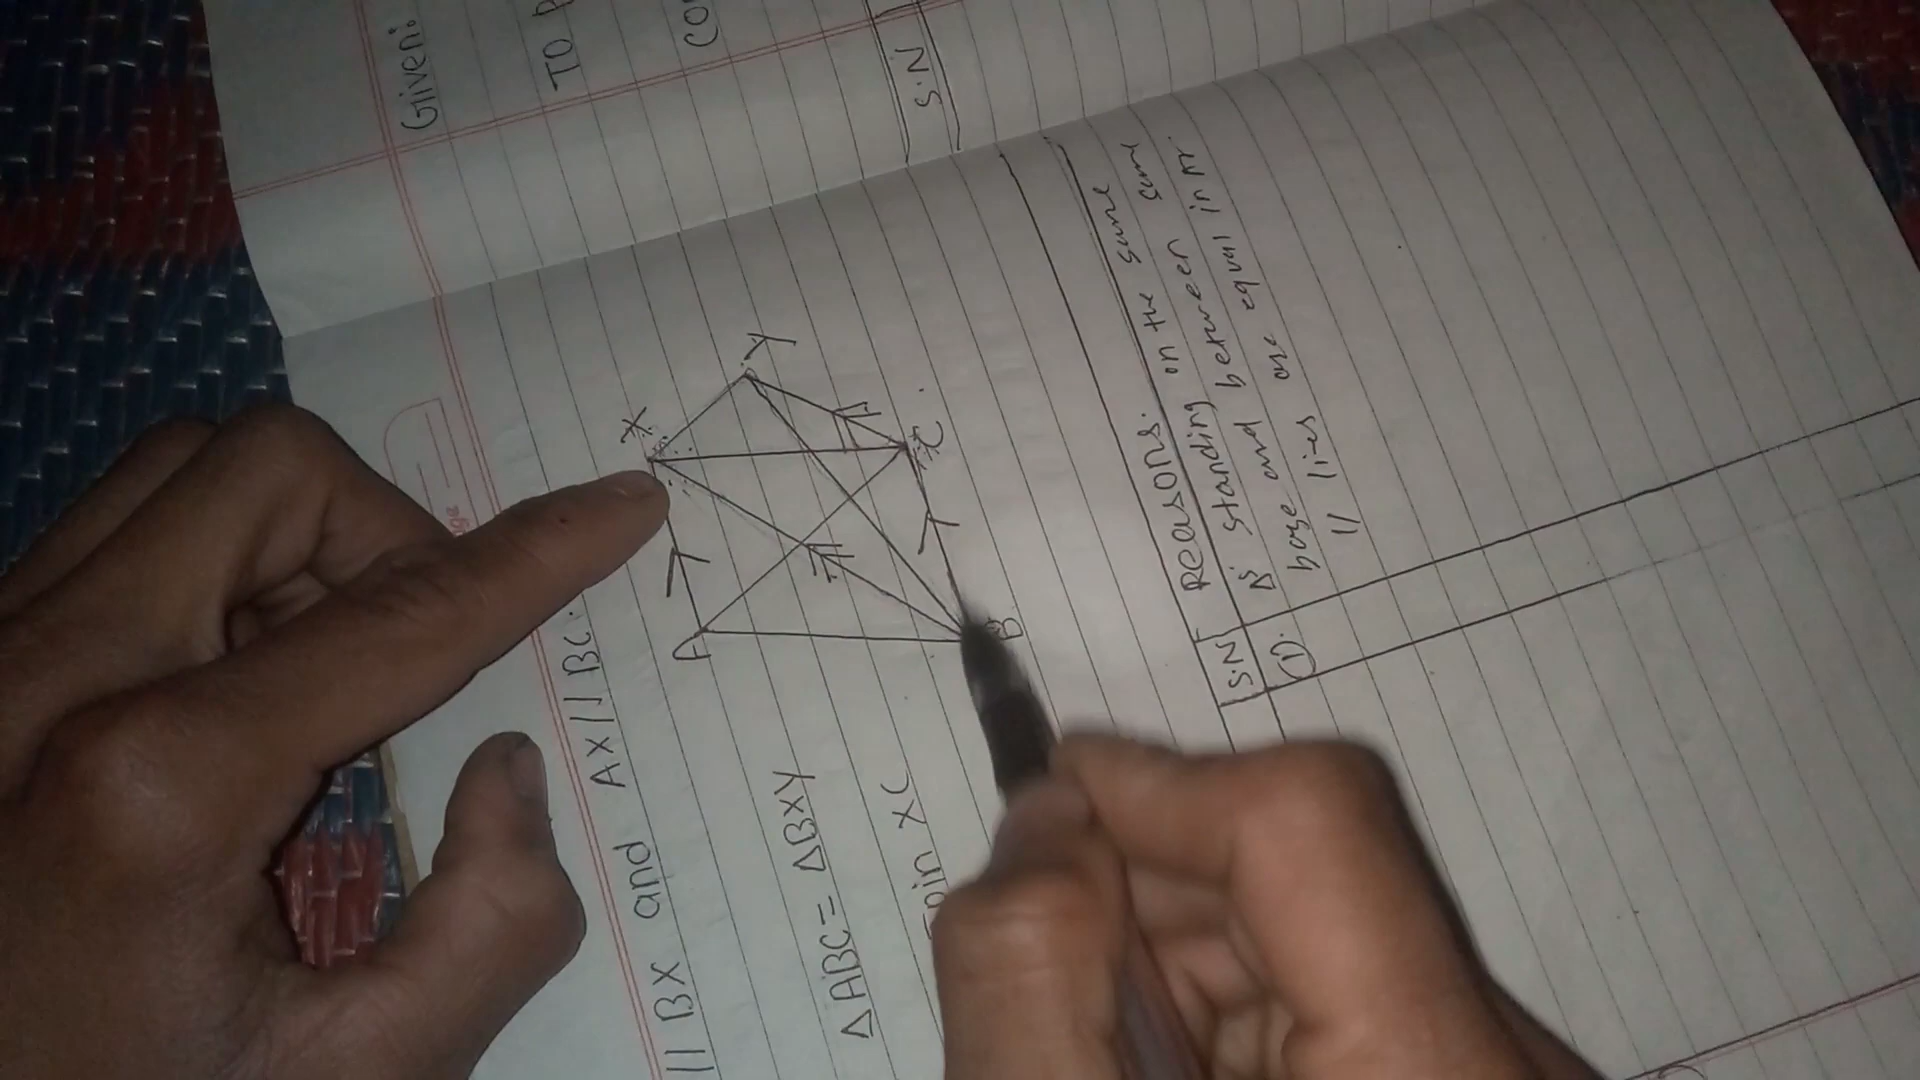 Given:
TO P
CO
S.N
// BX and AX // BC.
ΔABC = ΔBXY
Join XC
A
X
Y
C
B
S.N
Reasons.
(1).
Δs standing on the same
base and between same
// lines are equal in Ar.